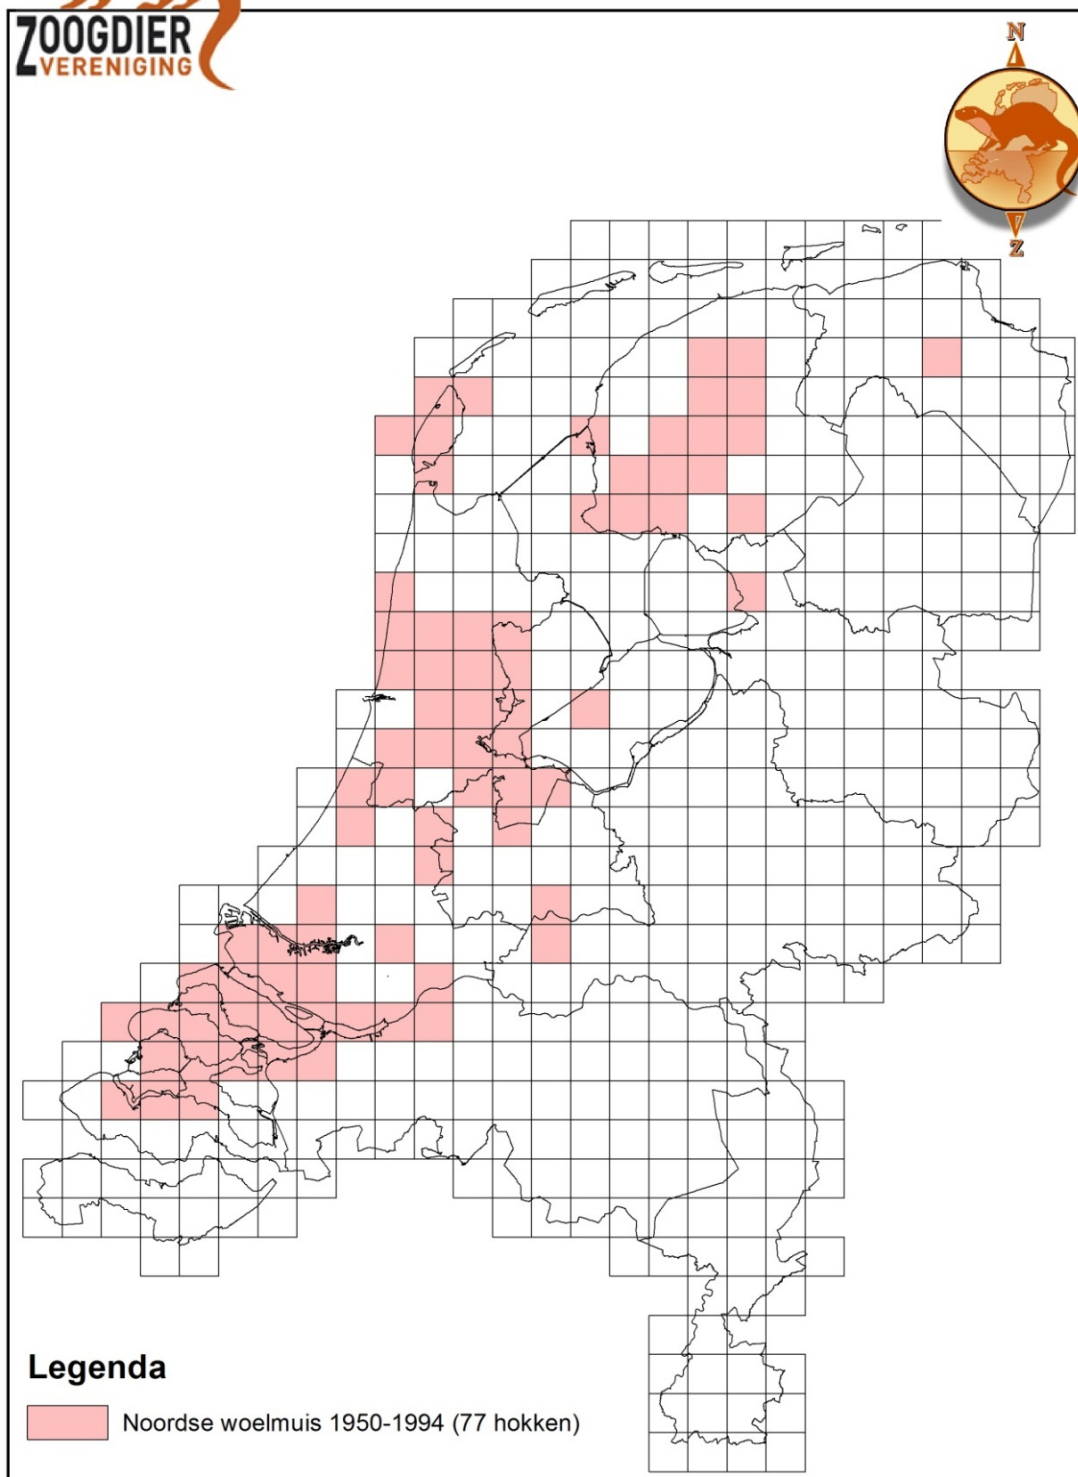 ZOOGDIER
VERENIGING
N
Z
Legenda
Noordse woelmuis 1950-1994 (77 hokken)